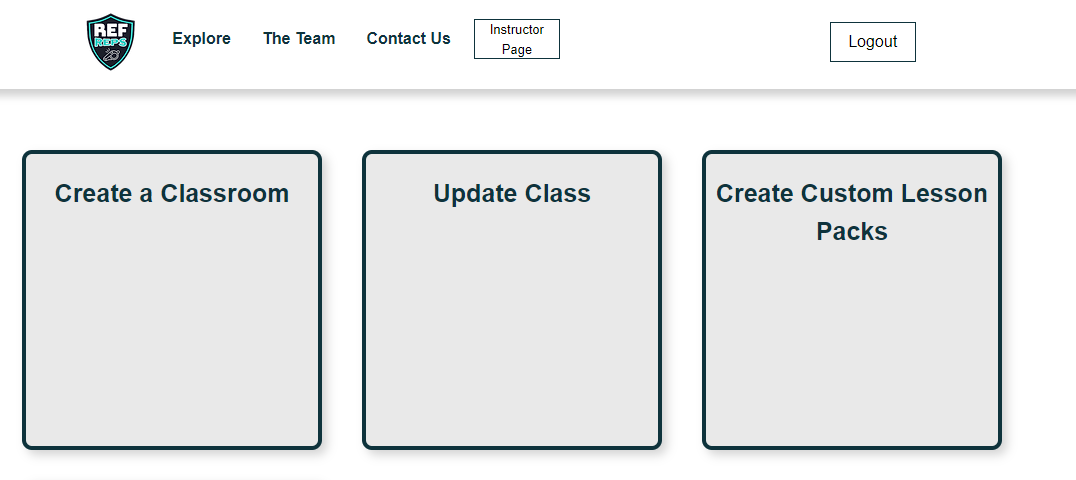 REF
REPS
Explore
The Team
Contact Us
Instructor
Page
Logout
Create a Classroom
Update Class
Create Custom Lesson
Packs